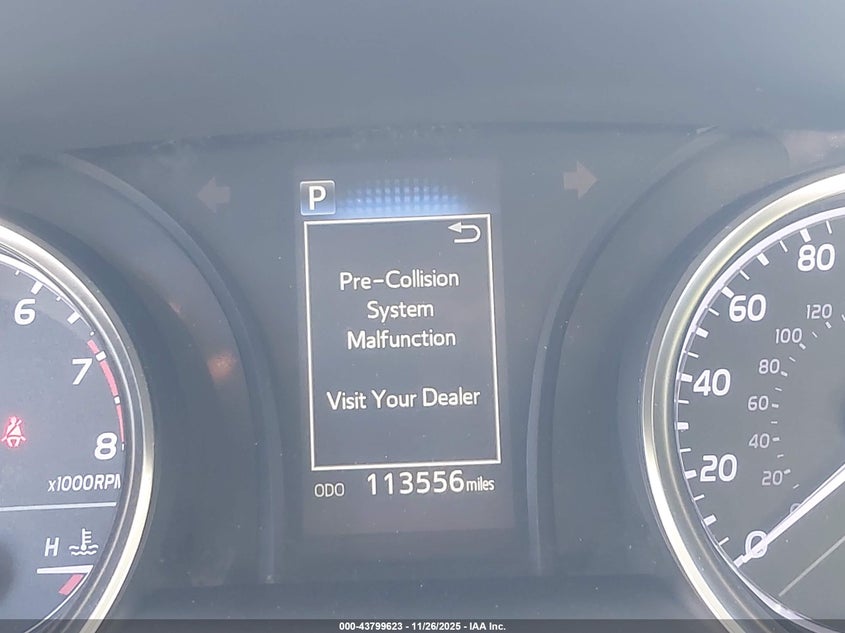 P
Pre-Collision
System
Malfunction
Visit Your Dealer
ODO 113556 miles
6
7
8
x1000RPM
H
80
60
40
20
0
120
100
80
60
40
20
000-43799623 - 11/26/2025 - IAA Inc.